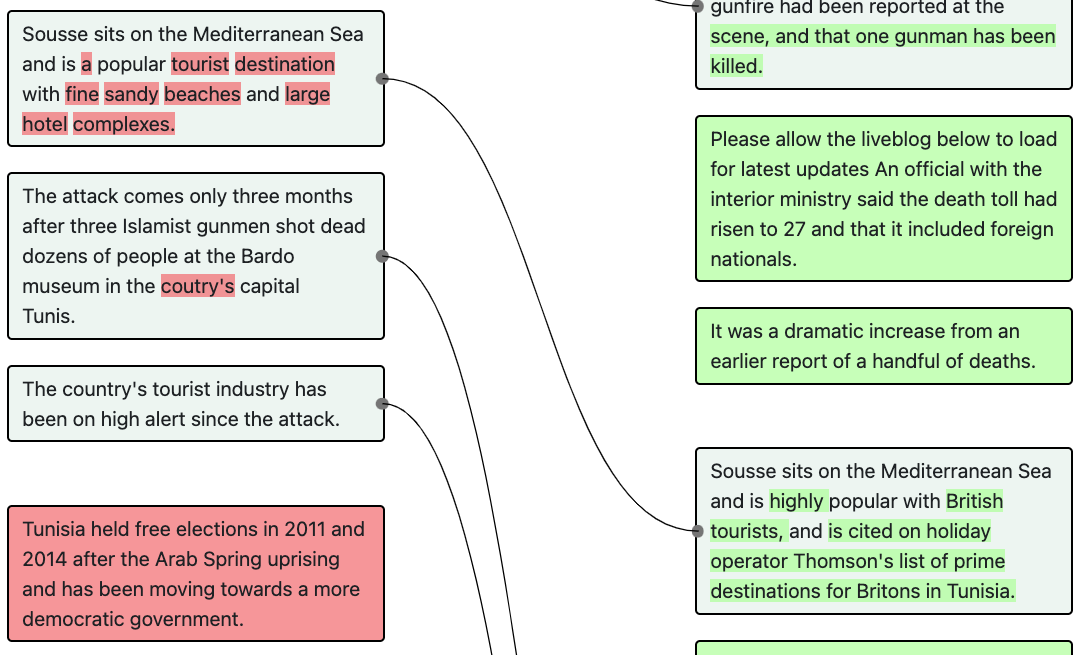 Sousse sits on the Mediterranean Sea
and is a popular tourist destination
with fine sandy beaches and large
hotel complexes.
The attack comes only three months
after three Islamist gunmen shot dead
dozens of people at the Bardo
museum in the coutry's capital
Tunis.
The country's tourist industry has
been on high alert since the attack.
Tunisia held free elections in 2011 and
2014 after the Arab Spring uprising
and has been moving towards a more
democratic government.
gunfire had been reported at the
scene, and that one gunman has been
killed.
Please allow the liveblog below to load
for latest updates An official with the
interior ministry said the death toll had
risen to 27 and that it included foreign
nationals.
It was a dramatic increase from an
earlier report of a handful of deaths.
Sousse sits on the Mediterranean Sea
and is highly popular with British
tourists, and is cited on holiday
operator Thomson's list of prime
destinations for Britons in Tunisia.